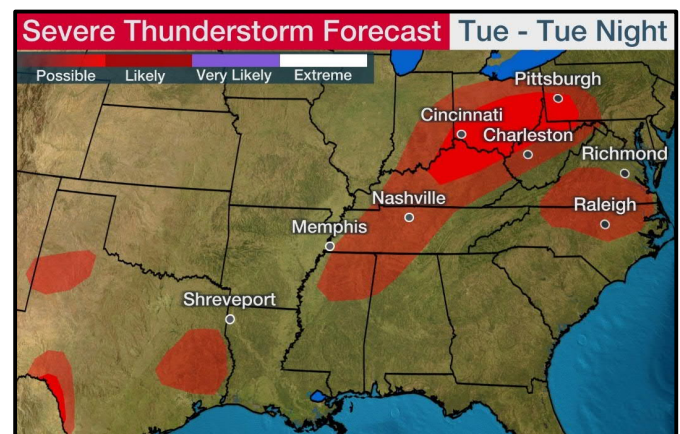 Severe Thunderstorm Forecast Tue - Tue Night
Possible Likely Very Likely Extreme
Pittsburgh
Cincinnati
Charleston
Richmond
Nashville
Raleigh
Memphis
Shreveport